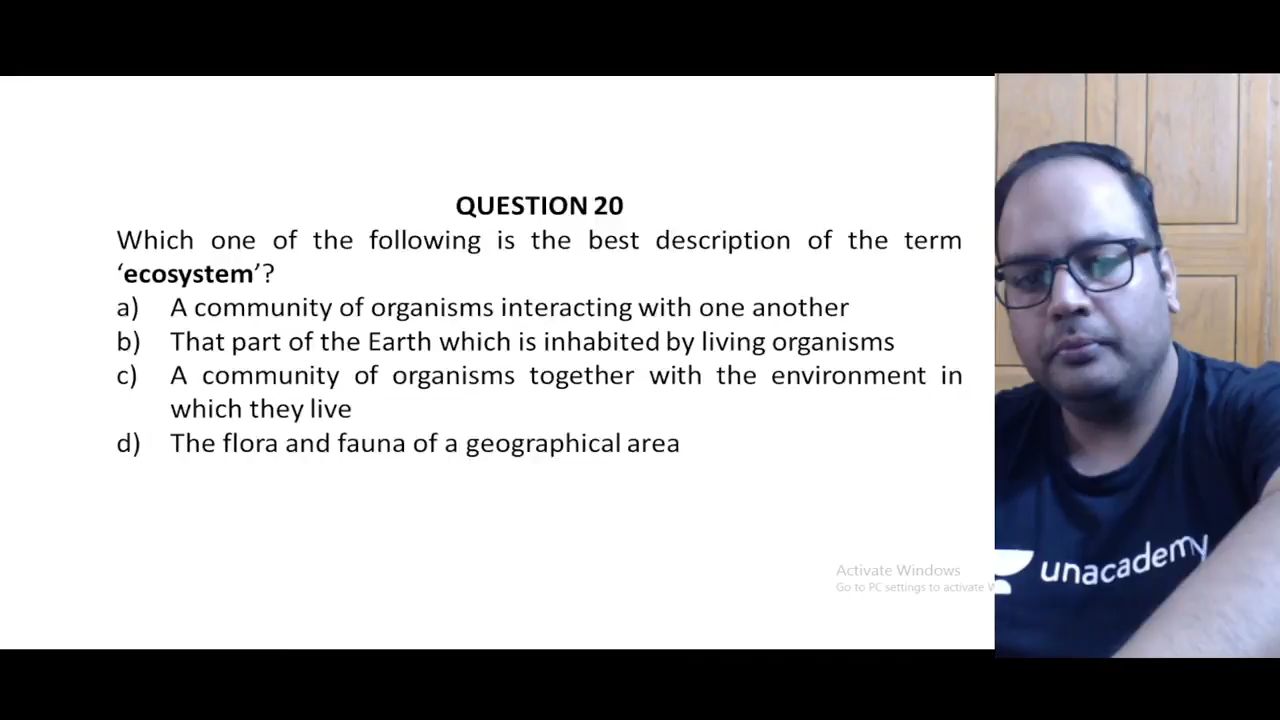 QUESTION 20
Which one of the following is the best description of the term
‘ecosystem’?
a) A community of organisms interacting with one another
b) That part of the Earth which is inhabited by living organisms
c) A community of organisms together with the environment in
which they live
d) The flora and fauna of a geographical area
Activate Windows
Go to PC settings to activate
unacademy